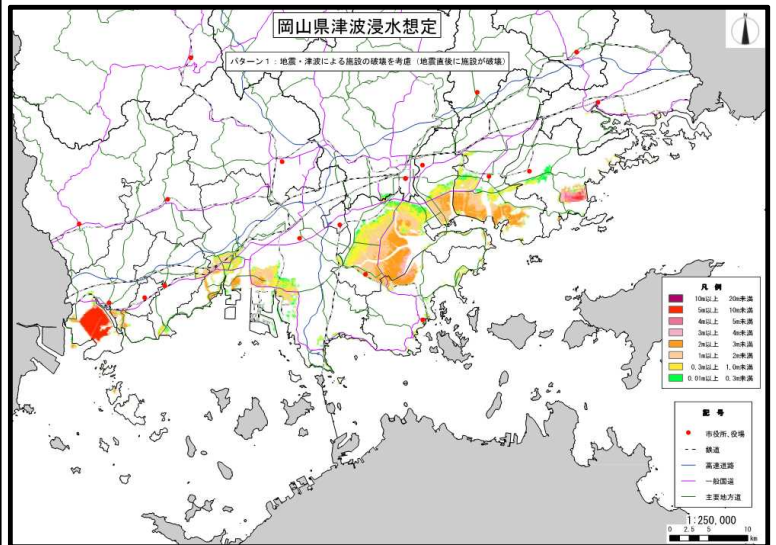 岡山県津波浸水想定
パターン1：地震・津波による施設の破壊を考慮（地震直後に施設が破壊）
凡 例
10m以上 20m未満
5m以上 10m未満
4m以上 5m未満
3m以上 4m未満
2m以上 3m未満
1m以上 2m未満
0.3m以上 1.0m未満
0.01m以上 0.3m未満
記 号
市役所、役場
鉄道
高速道路
一般国道
主要地方道
1:250,000
0 2.5 5 10
km